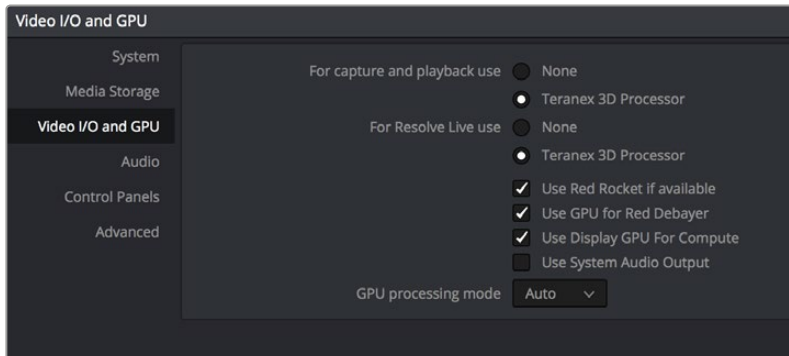 Video I/O and GPU
System
Media Storage
Video I/O and GPU
Audio
Control Panels
Advanced
For capture and playback use None
Teranex 3D Processor
For Resolve Live use None
Teranex 3D Processor
Use Red Rocket if available
Use GPU for Red Debayer
Use Display GPU For Compute
Use System Audio Output
GPU processing mode Auto